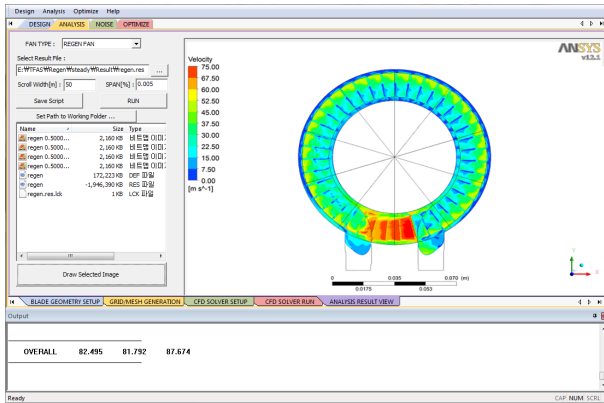 Design Analysis Optimize Help
DESIGN ANALYSIS NOISE OPTIMIZE
FAN TYPE : REGEN FAN
Select Result File :
E:₩TFAS₩Regen₩steady₩Result₩regen.res ...
Scroll Width[m] : 50 SPAN[%] : 0.005
Save Script RUN
Set Path to Working Folder ...
Name Size Type
regen 0.5000... 2,160 KB 비트맵 이미지
regen 0.5000... 2,160 KB 비트맵 이미지
regen 0.5000... 2,160 KB 비트맵 이미지
regen 0.5000... 2,160 KB 비트맵 이미지
regen 172,223 KB DEF 파일
regen -1,946,390 KB RES 파일
regen.res.lck 1 KB LCK 파일
Draw Selected Image
Velocity
75.00
67.50
60.00
52.50
45.00
37.50
30.00
22.50
15.00
7.50
0.00
[m s^-1]
ANSYS
v12.1
Y
X
0 0.035 0.070 (m)
0.0175 0.053
BLADE GEOMETRY SETUP GRID/MESH GENERATION CFD SOLVER SETUP CFD SOLVER RUN ANALYSIS RESULT VIEW
Output
OVERALL 82.495 81.792 87.674
Ready CAP NUM SCRL